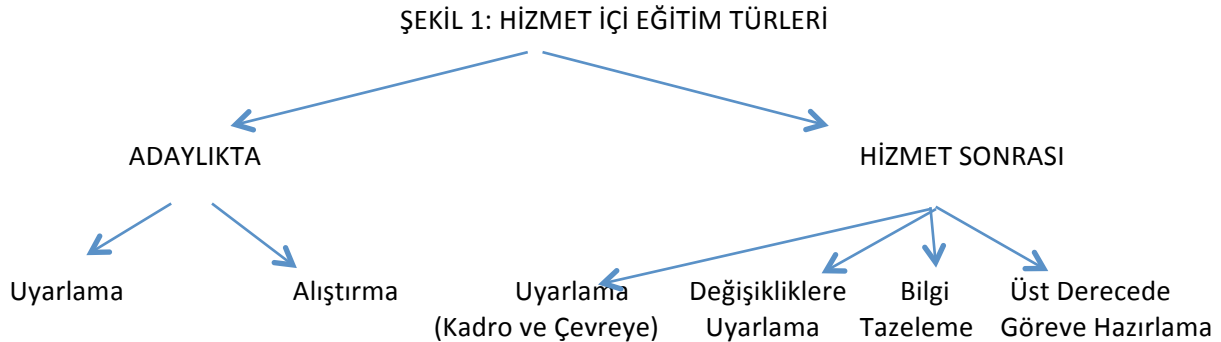 ŞEKİL 1: HİZMET İÇİ EĞİTİM TÜRLERİ
ADAYLIKTA HİZMET SONRASI
Uyarlama Alıştırma Uyarlama Değişikliklere Bilgi Üst Derecede
(Kadro ve Çevreye) Uyarlama Tazeleme Göreve Hazırlama